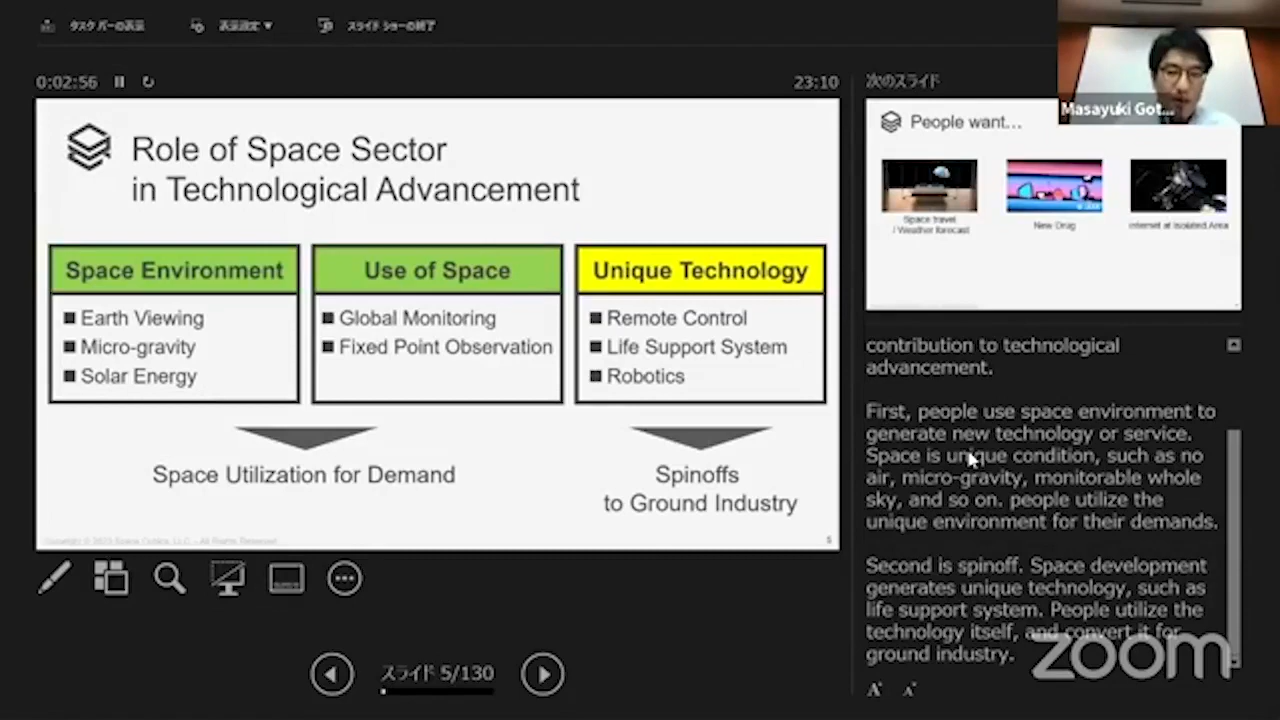 タスク バーの表示
表示設定 ▼
スライド ショーの終了
0:02:56
23:10
次のスライド
Masayuki Got...
Role of Space Sector
in Technological Advancement
Space Environment
Earth Viewing
Micro-gravity
Solar Energy
Use of Space
Global Monitoring
Fixed Point Observation
Unique Technology
Remote Control
Life Support System
Robotics
Space Utilization for Demand
Spinoffs
to Ground Industry
5
People want...
Space travel
/ Weather forecast
New Drug
Internet at Isolated Area
contribution to technological
advancement.
First, people use space environment to
generate new technology or service.
Space is unique condition, such as no
air, micro-gravity, monitorable whole
sky, and so on. people utilize the
unique environment for their demands.
Second is spinoff. Space development
generates unique technology, such as
life support system. People utilize the
technology itself, and convert it for
ground industry.
zoom
スライド 5/130
A A